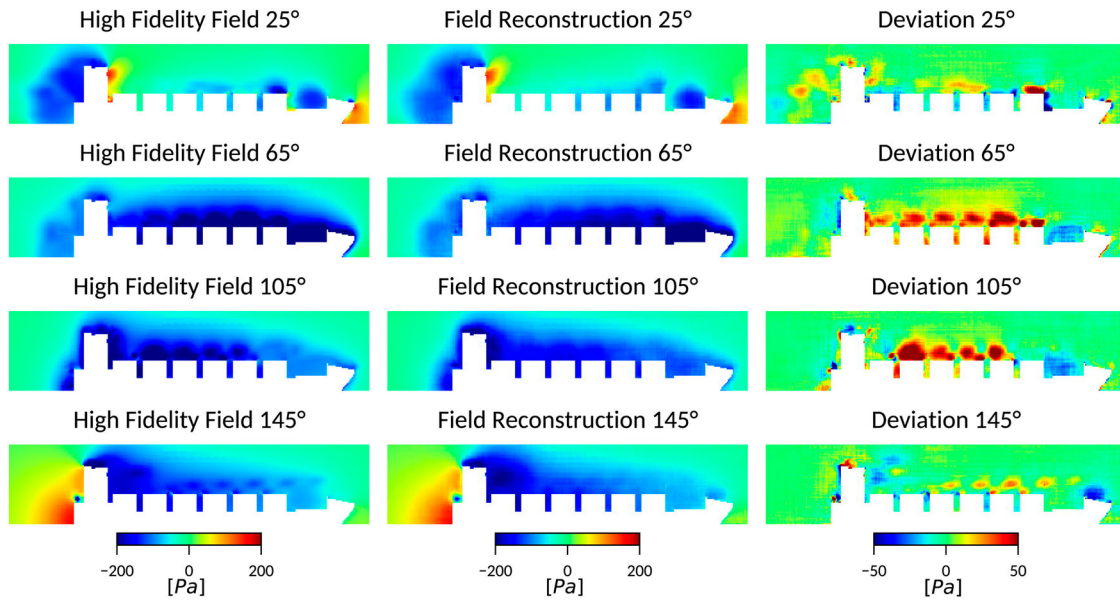 High Fidelity Field 25° Field Reconstruction 25° Deviation 25°
High Fidelity Field 65° Field Reconstruction 65° Deviation 65°
High Fidelity Field 105° Field Reconstruction 105° Deviation 105°
High Fidelity Field 145° Field Reconstruction 145° Deviation 145°
−200 0 200 −200 0 200 −50 0 50
[Pa] [Pa] [Pa]